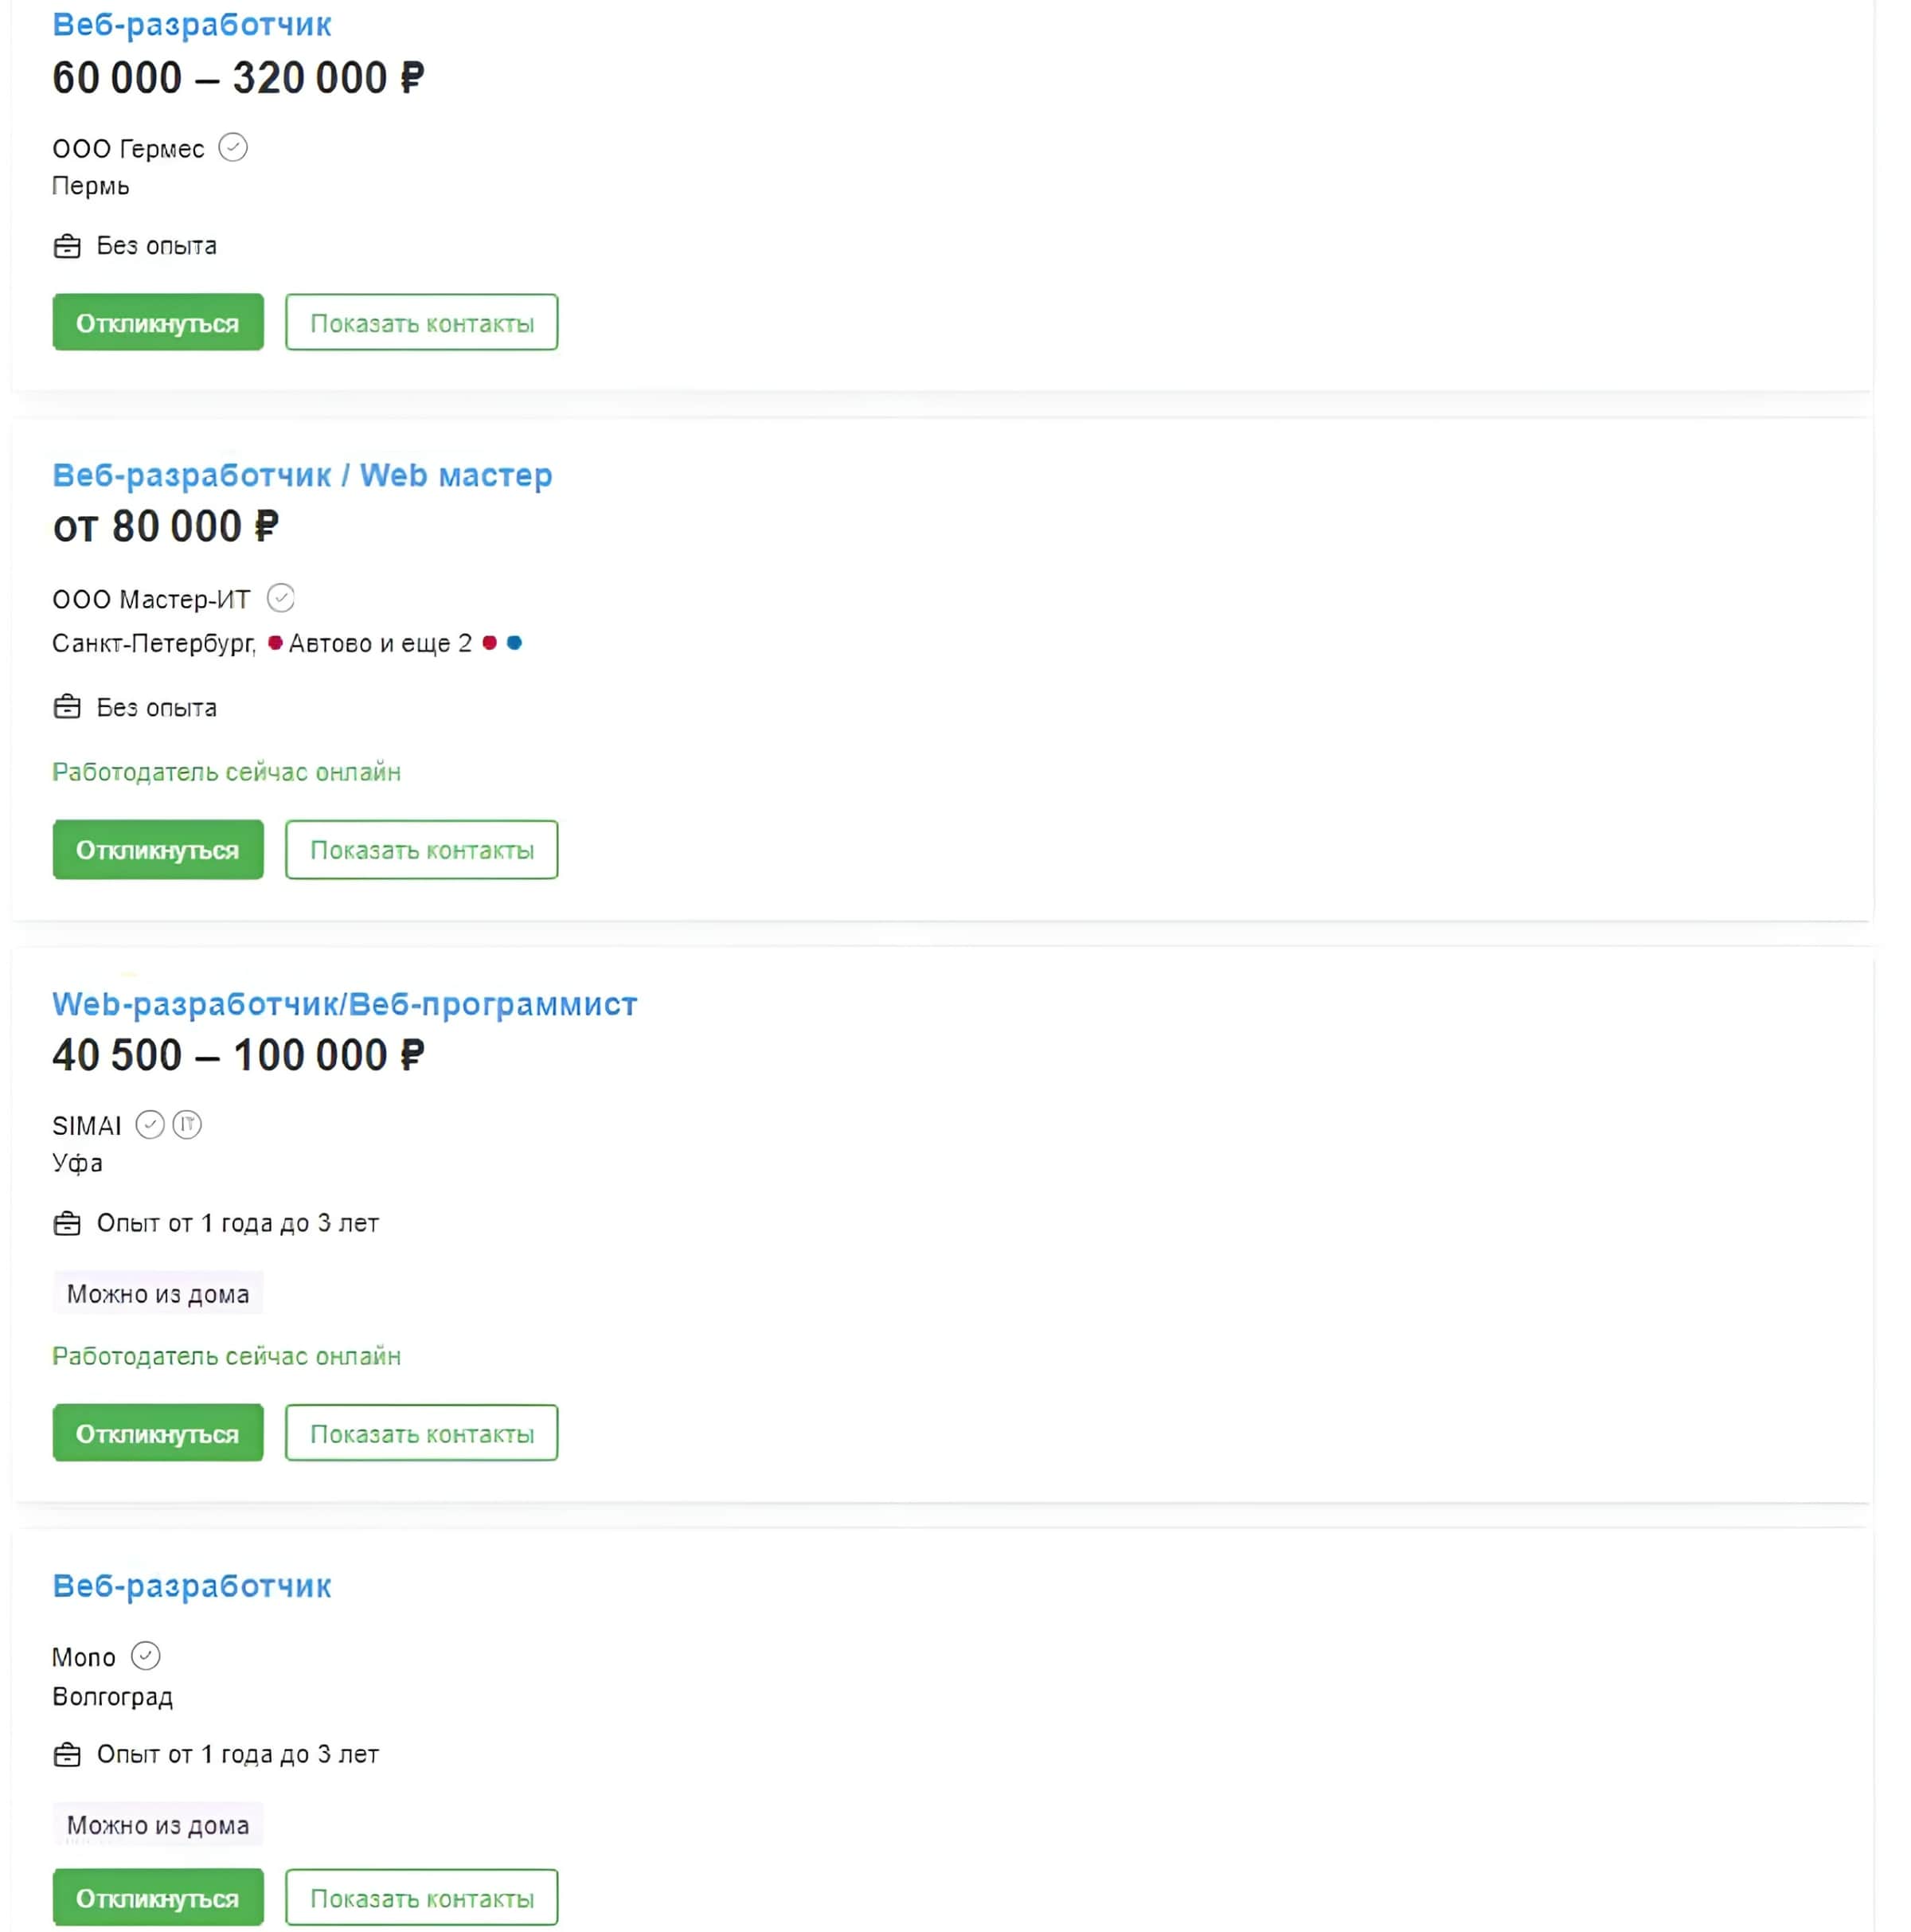 Веб-разработчик
60 000 – 320 000 ₽
ООО Гермес
Пермь
Без опыта
Откликнуться Показать контакты
Веб-разработчик / Web мастер
от 80 000 ₽
ООО Мастер-ИТ
Санкт-Петербург, Автово и еще 2
Без опыта
Работодатель сейчас онлайн
Откликнуться Показать контакты
Web-разработчик/Веб-программист
40 500 – 100 000 ₽
SIMAI IT
Уфа
Опыт от 1 года до 3 лет
Можно из дома
Работодатель сейчас онлайн
Откликнуться Показать контакты
Веб-разработчик
Mono
Волгоград
Опыт от 1 года до 3 лет
Можно из дома
Откликнуться Показать контакты